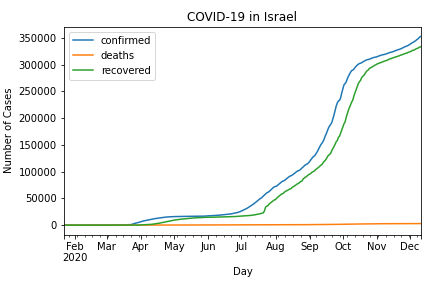 COVID-19 in Israel
confirmed
deaths
recovered
Number of Cases
350000
300000
250000
200000
150000
100000
50000
0
Feb Mar Apr May Jun Jul Aug Sep Oct Nov Dec
2020
Day